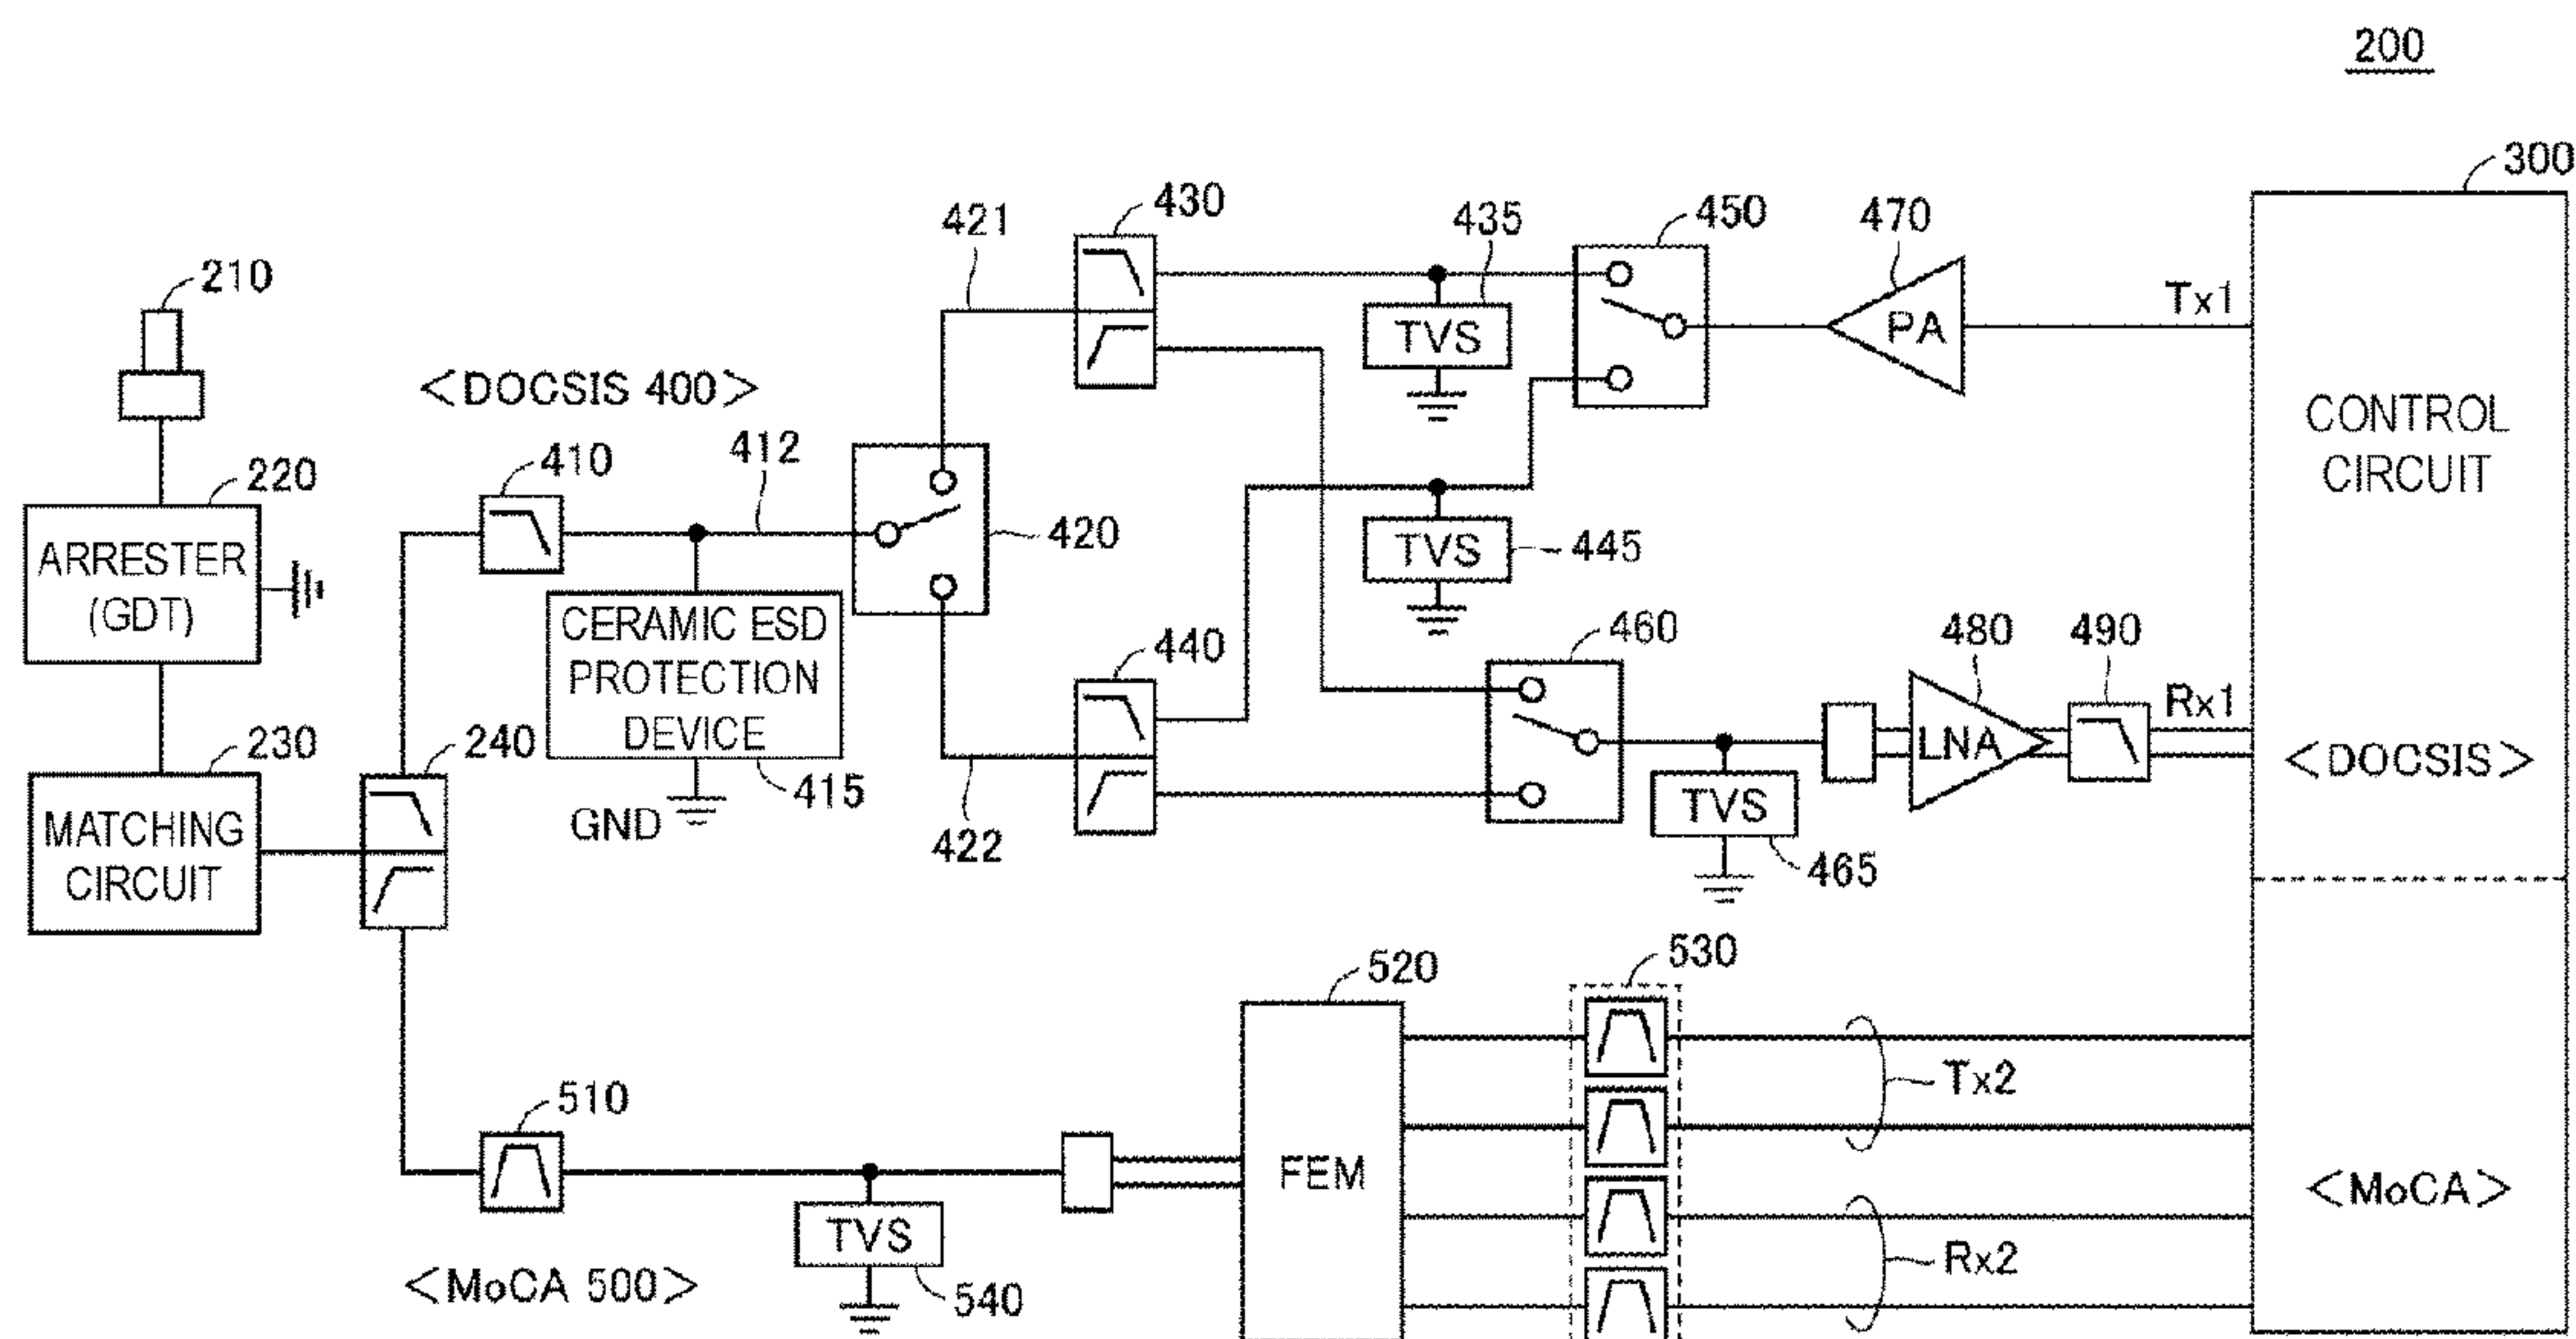 200
300
430
421
435
450
470
210
Tx1
TVS
PA
<DOCSIS 400>
CONTROL
CIRCUIT
410
412
220
420
ARRESTER
(GDT)
TVS
445
CERAMIC ESD
PROTECTION
DEVICE
440
460
480
490
Rx1
230
240
LNA
<DOCSIS>
415
TVS
GND
MATCHING
CIRCUIT
422
465
530
520
Tx2
510
FEM
<MoCA>
TVS
Rx2
<MoCA 500>
540